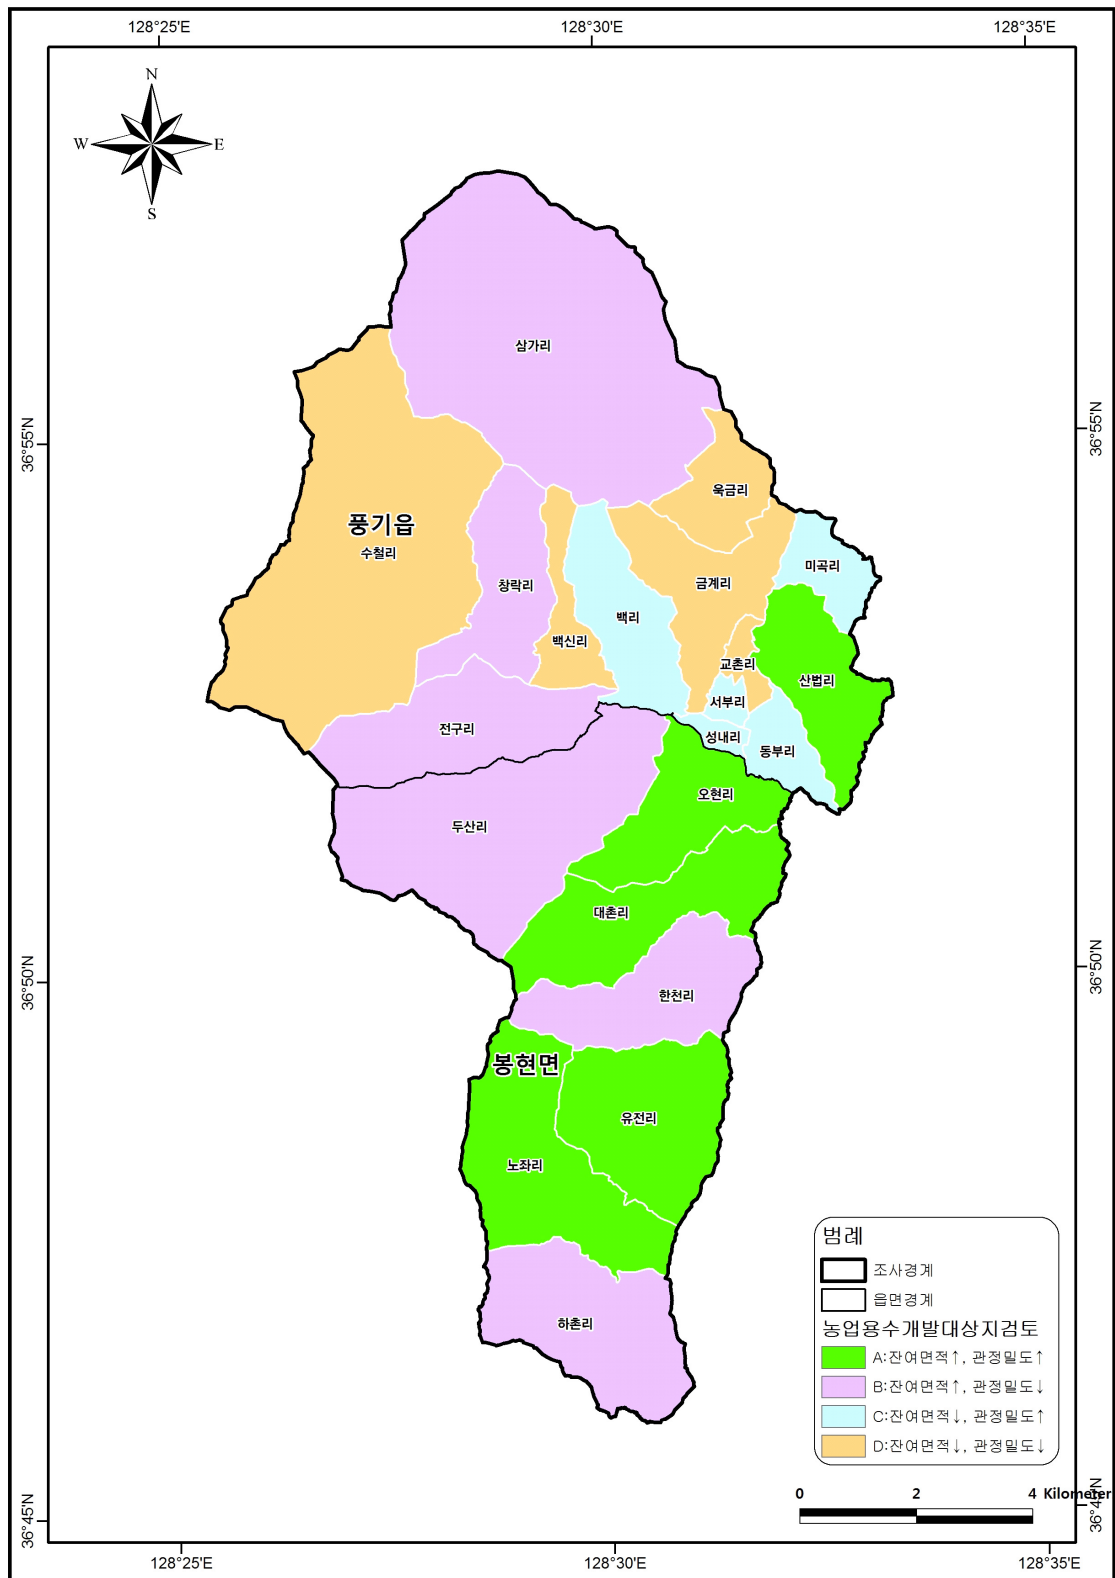 128°25'E
128°30'E
128°35'E
N
W
E
S
삼가리
36°55'N
36°55'N
욱금리
풍기읍
수철리
미곡리
창락리
금계리
백리
백신리
교촌리
산법리
서부리
전구리
성내리
동부리
오현리
두산리
대촌리
36°50'N
36°50'N
한천리
봉현면
유전리
노좌리
하촌리
범례
조사경계
읍면경계
농업용수개발대상지검토
A:잔여면적↑, 관정밀도↑
B:잔여면적↑, 관정밀도↓
C:잔여면적↓, 관정밀도↑
D:잔여면적↓, 관정밀도↓
0 2 4 Kilometer
36°45'N
128°25'E
128°30'E
128°35'E